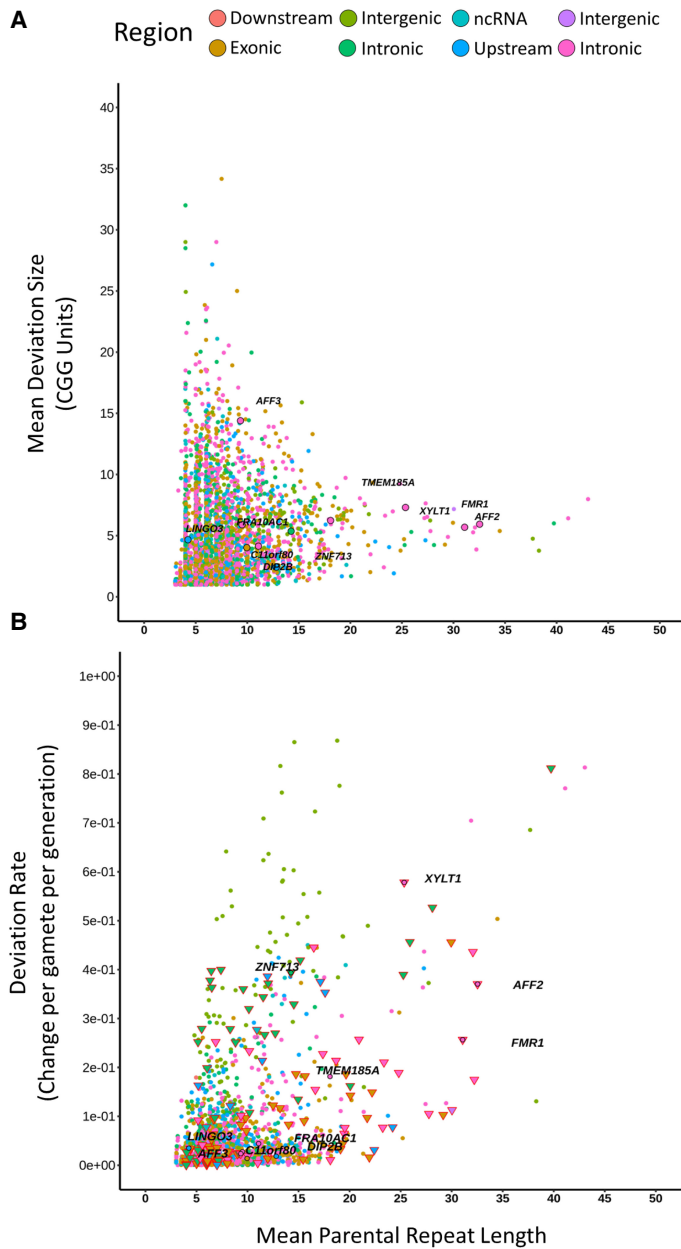 A
Region
Downstream Intergenic ncRNA Intergenic
Exonic Intronic Upstream Intronic
Mean Deviation Size
(CGG Units)
40
35
30
25
20
15
10
5
0
AFF3
TMEM185A
FMR1
XYLT1
AFF2
FRA10AC1
LINGO3
C11orf80
ZNF713
DIP2B
0 5 10 15 20 25 30 35 40 45 50
B
Deviation Rate
(Change per gamete per generation)
1e+00
9e-01
8e-01
7e-01
6e-01
5e-01
4e-01
3e-01
2e-01
1e-01
0e+00
XYLT1
ZNF713
AFF2
FMR1
TMEM185A
LINGO3
FRA10AC1
DIP2B
C11orf80
AFF3
0 5 10 15 20 25 30 35 40 45 50
Mean Parental Repeat Length